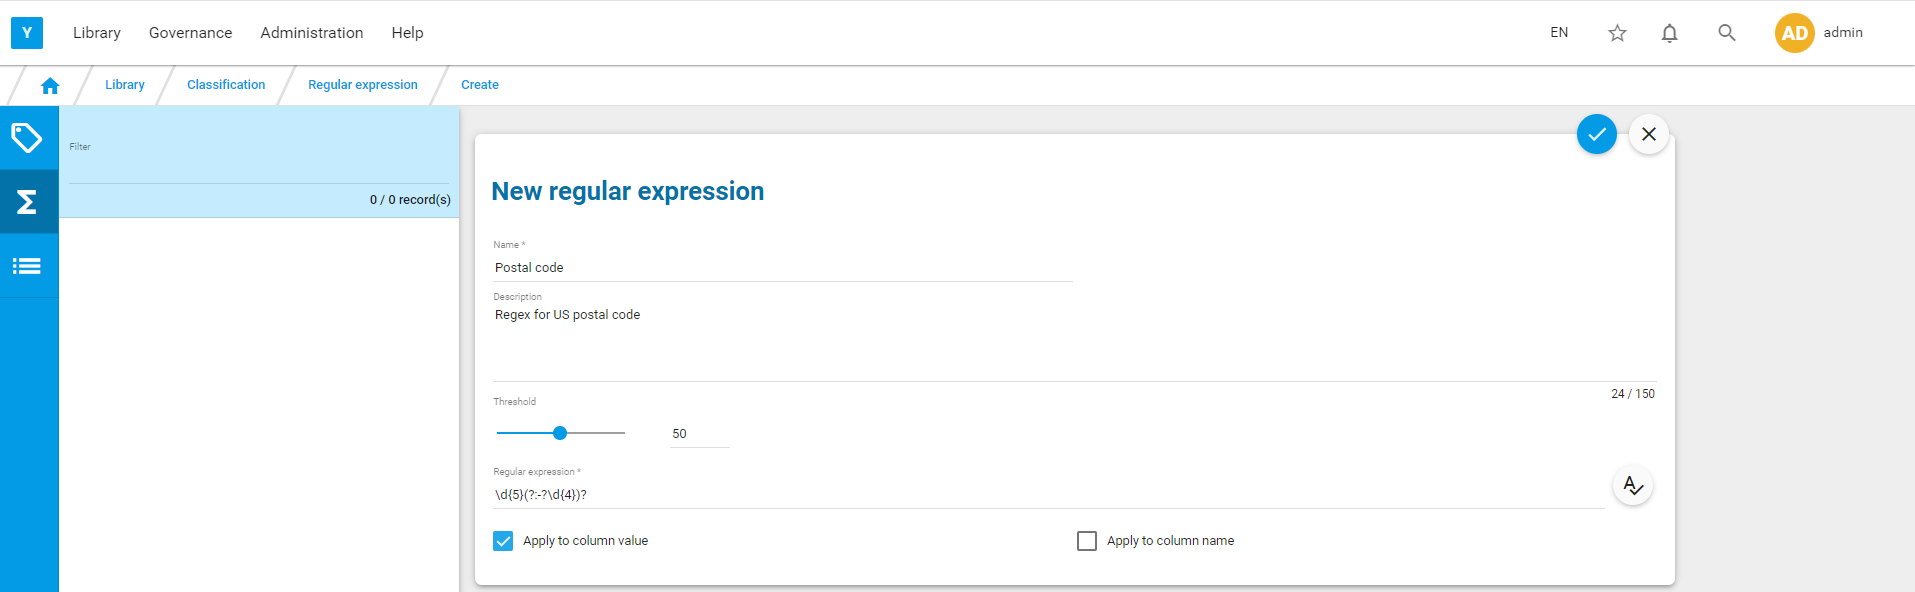 Y Library Governance Administration Help EN AD admin
Library Classification Regular expression Create
Filter
0 / 0 record(s)
New regular expression
Name *
Postal code
Description
Regex for US postal code
24 / 150
Threshold
50
Regular expression *
\d{5}(?:-?\d{4})?
Apply to column value Apply to column name